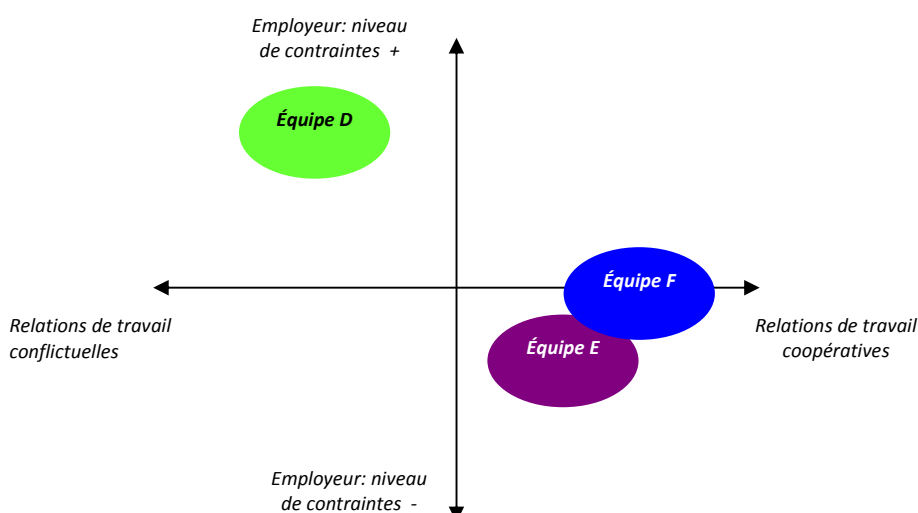 Employeur: niveau
de contraintes +
Équipe D
Équipe F
Relations de travail
conflictuelles
Relations de travail
coopératives
Équipe E
Employeur: niveau
de contraintes -